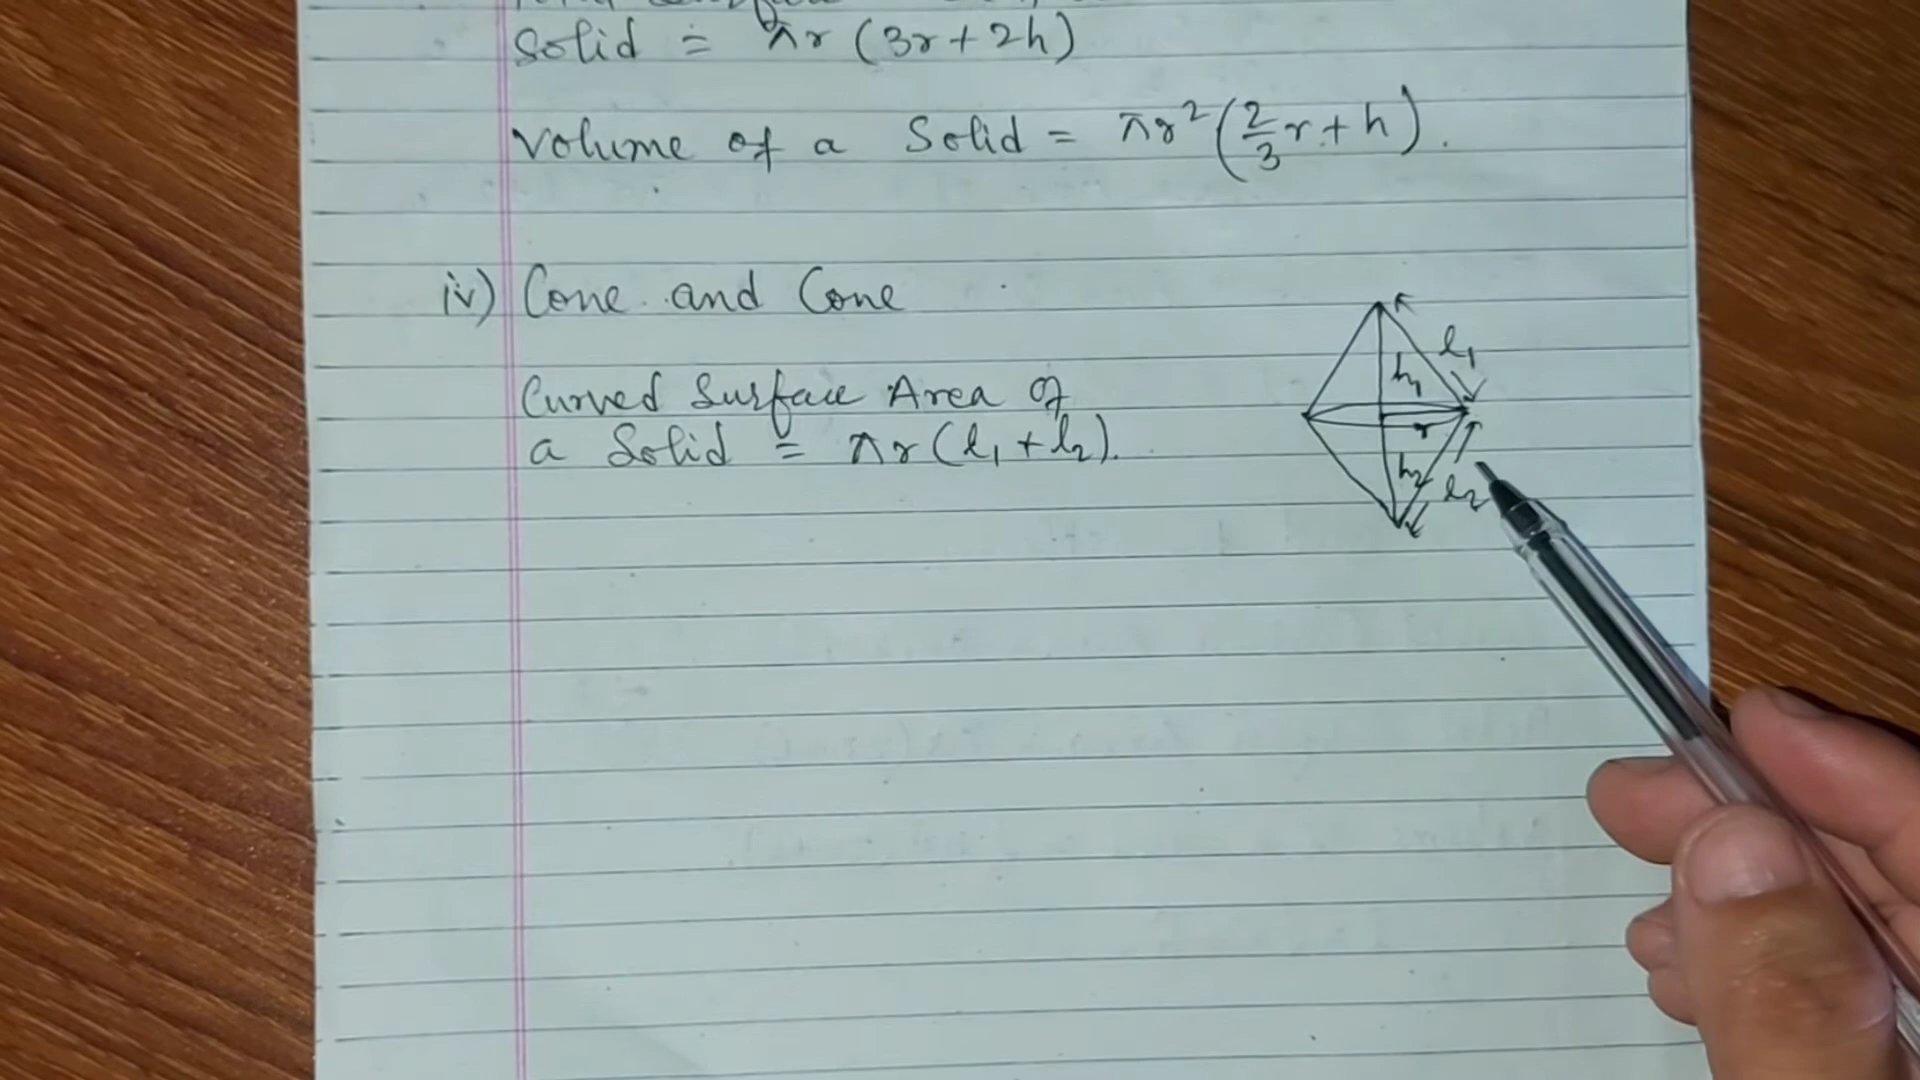 Solid = πr (3r+2h)
Volume of a Solid = πr²(2/3 r + h).
iv) Cone and Cone
Curved Surface Area of
a Solid = πr(l₁+l₂).
l₁
h₁
r
h₂
l₂